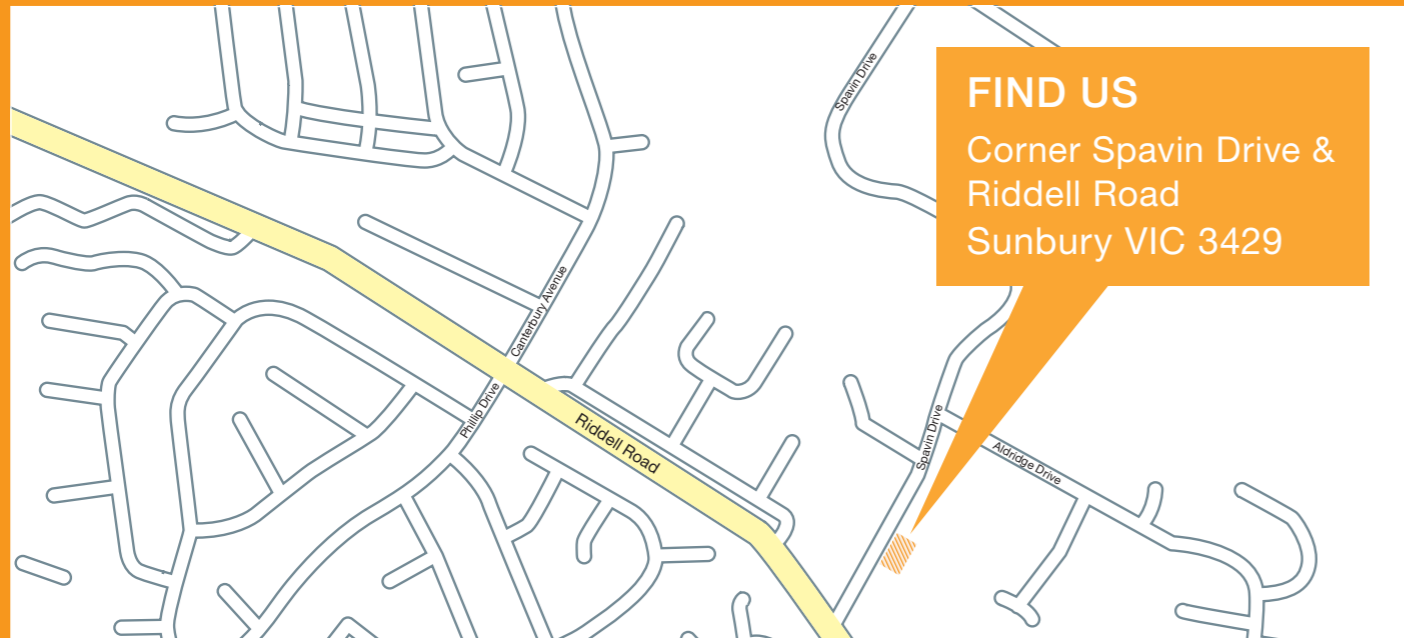 Spavin Drive
FIND US
Corner Spavin Drive &
Riddell Road
Sunbury VIC 3429
Canterbury Avenue
Phillip Drive
Riddell Road
Spavin Drive
Aldridge Drive